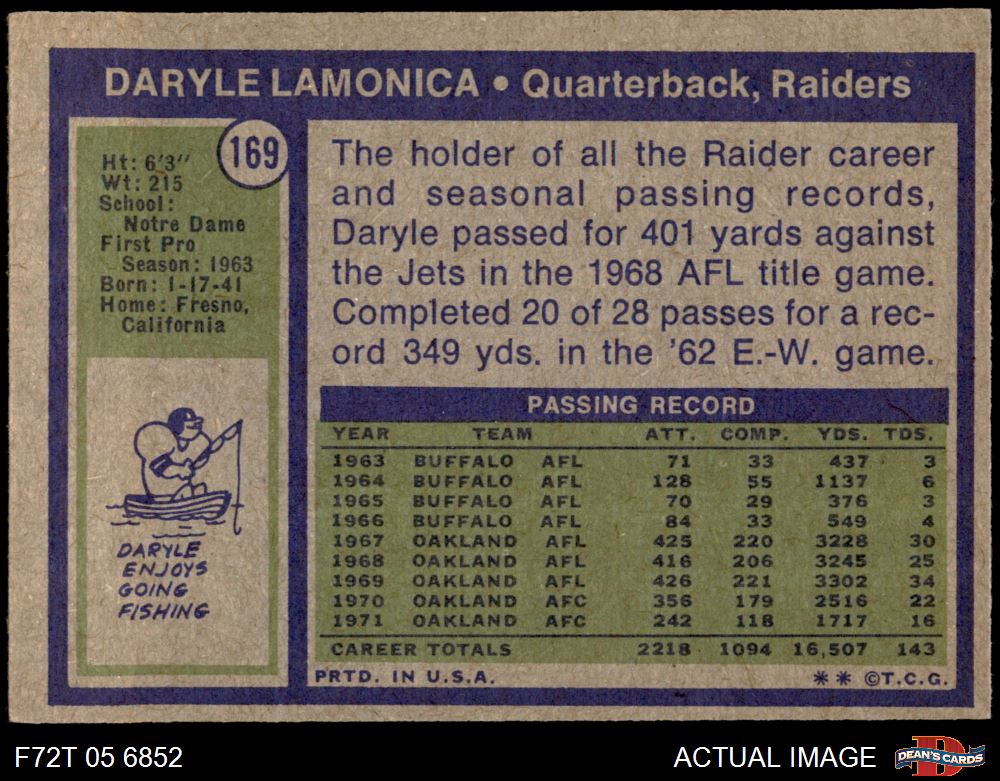 DARYLE LAMONICA • Quarterback, Raiders
169
Ht: 6'3"
Wt: 215
School:
Notre Dame
First Pro
Season: 1963
Born: 1-17-41
Home: Fresno,
California
DARYLE
ENJOYS
GOING
FISHING
The holder of all the Raider career
and seasonal passing records,
Daryle passed for 401 yards against
the Jets in the 1968 AFL title game.
Completed 20 of 28 passes for a rec-
ord 349 yds. in the '62 E.-W. game.
PASSING RECORD
YEAR TEAM ATT. COMP. YDS. TDS.
1963 BUFFALO AFL 71 33 437 3
1964 BUFFALO AFL 128 55 1137 6
1965 BUFFALO AFL 70 29 376 3
1966 BUFFALO AFL 84 33 549 4
1967 OAKLAND AFL 425 220 3228 30
1968 OAKLAND AFL 416 206 3245 25
1969 OAKLAND AFL 426 221 3302 34
1970 OAKLAND AFC 356 179 2516 22
1971 OAKLAND AFC 242 118 1717 16
CAREER TOTALS 2218 1094 16,507 143
PRTD. IN U.S.A. ** ©T.C.G.
F72T 05 6852 ACTUAL IMAGE D DEAN'S CARDS